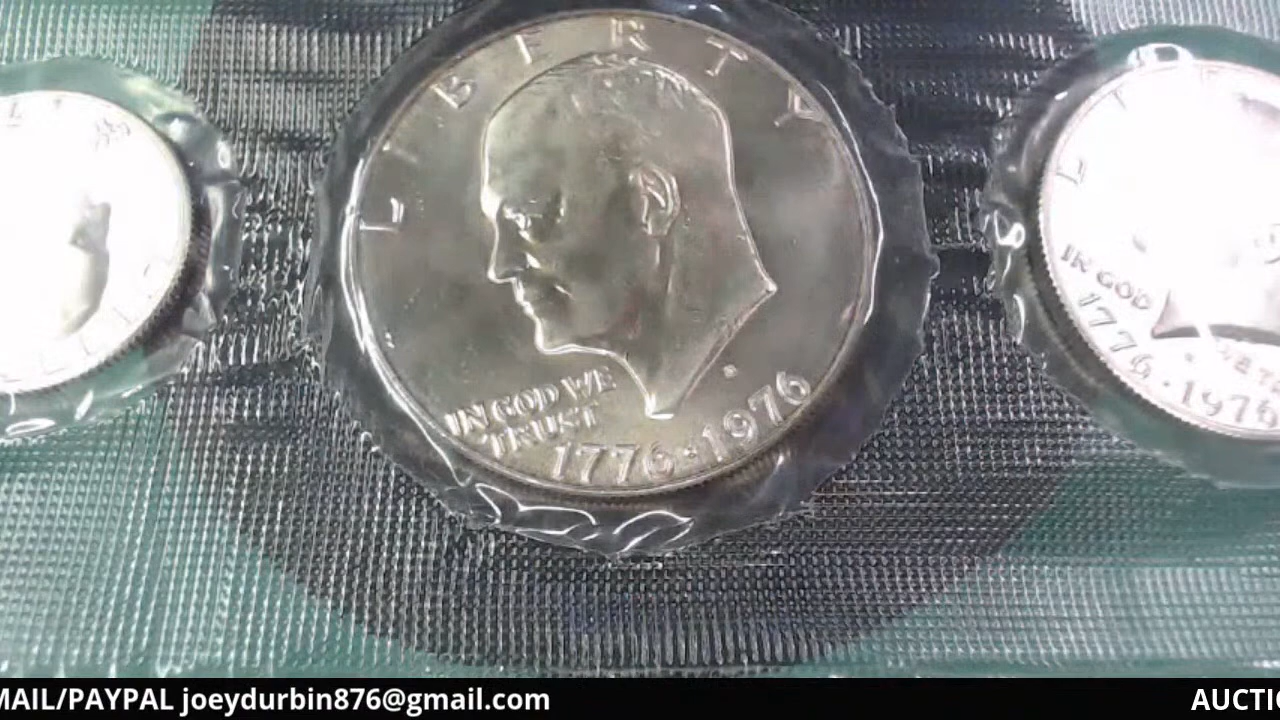 LIBERTY
IN GOD WE
TRUST
1776·1976
L
IN GOD
1776·1976
MAIL/PAYPAL joeydurbin876@gmail.com
AUCTIO